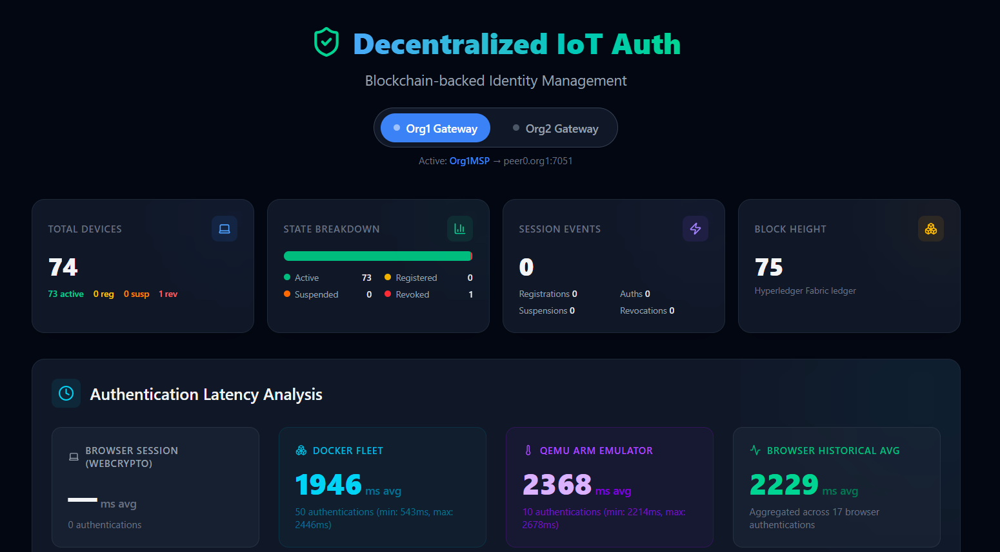 Decentralized IoT Auth
Blockchain-backed Identity Management
Org1 Gateway
Org2 Gateway
Active: Org1MSP → peer0.org1:7051
TOTAL DEVICES
74
73 active 0 reg 0 susp 1 rev
STATE BREAKDOWN
Active 73 Registered 0
Suspended 0 Revoked 1
SESSION EVENTS
0
Registrations 0 Auths 0
Suspensions 0 Revocations 0
BLOCK HEIGHT
75
Hyperledger Fabric ledger
Authentication Latency Analysis
BROWSER SESSION
(WEBCRYPTO)
— ms avg
0 authentications
DOCKER FLEET
1946 ms avg
50 authentications (min: 543ms, max:
2446ms)
QEMU ARM EMULATOR
2368 ms avg
10 authentications (min: 2214ms, max:
2678ms)
BROWSER HISTORICAL AVG
2229 ms avg
Aggregated across 17 browser
authentications